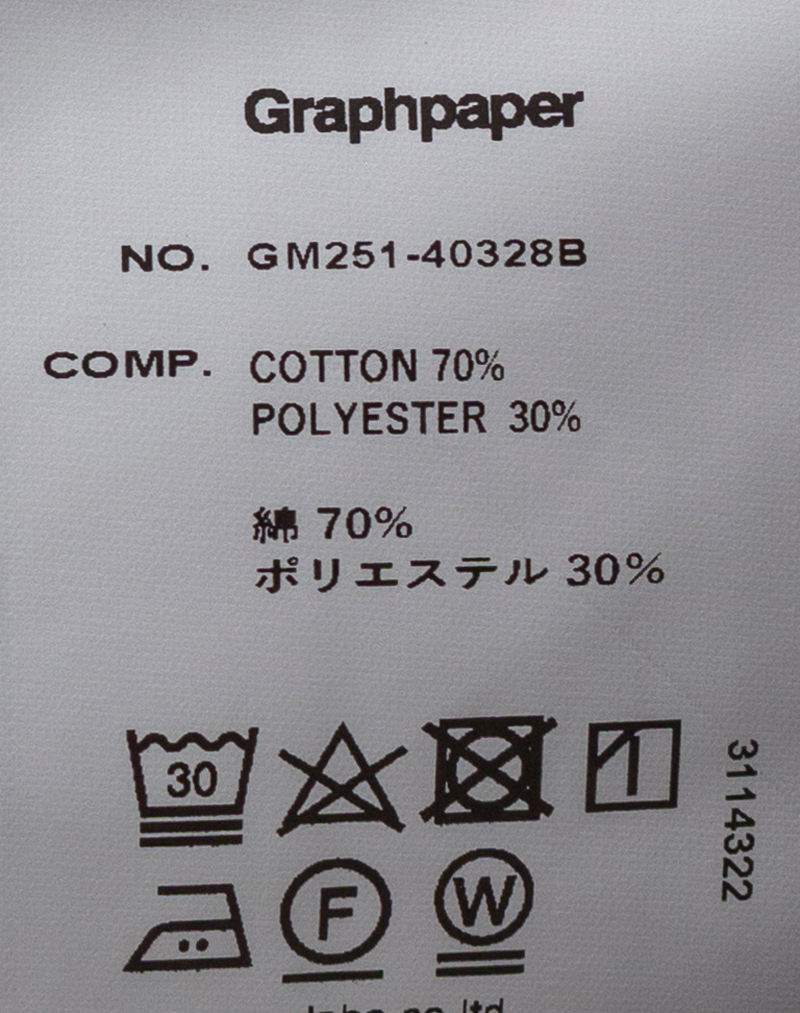 Graphpaper
NO. GM251-40328B
COMP. COTTON 70%
POLYESTER 30%
綿 70%
ポリエステル 30%
30
3114322
F
W